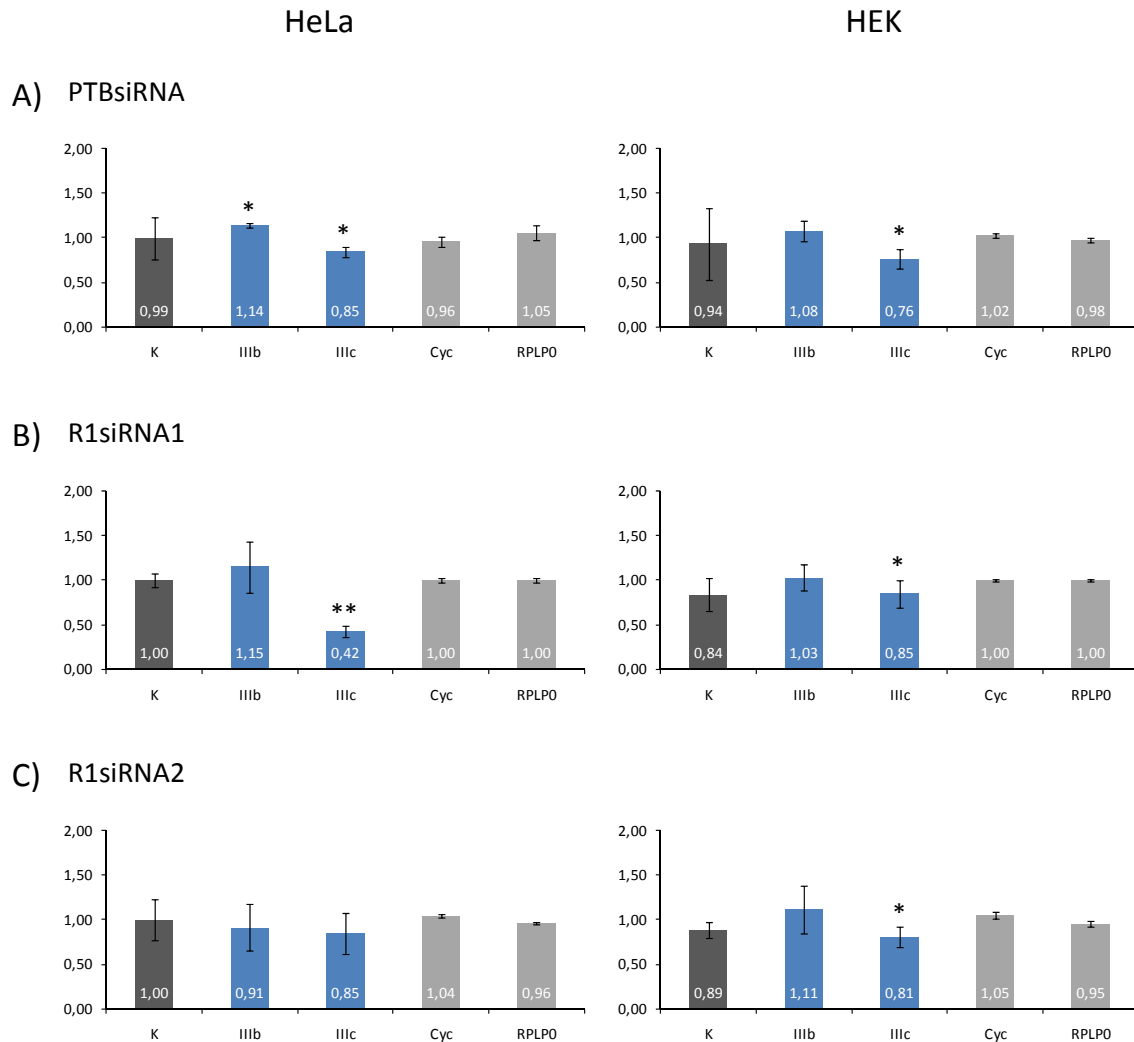 HeLa HEK
A) PTBsiRNA
2,00 2,00
1,50 1,50
* * *
1,00 1,00
0,50 0,50
0,99 1,14 0,85 0,96 1,05 0,94 1,08 0,76 1,02 0,98
0,00 0,00
K IIIb IIIc Cyc RPLP0 K IIIb IIIc Cyc RPLP0
B) R1siRNA1
2,00 2,00
1,50 1,50
*
1,00 1,00
**
0,50 0,50
1,00 1,15 0,42 1,00 1,00 0,84 1,03 0,85 1,00 1,00
0,00 0,00
K IIIb IIIc Cyc RPLP0 K IIIb IIIc Cyc RPLP0
C) R1siRNA2
2,00 2,00
1,50 1,50
*
1,00 1,00
0,50 0,50
1,00 0,91 0,85 1,04 0,96 0,89 1,11 0,81 1,05 0,95
0,00 0,00
K IIIb IIIc Cyc RPLP0 K IIIb IIIc Cyc RPLP0